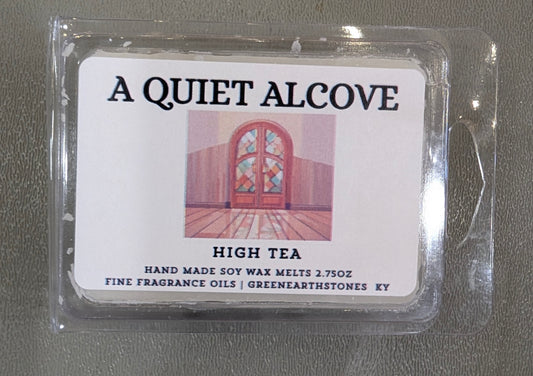 A QUIET ALCOVE
HIGH TEA
HAND MADE SOY WAX MELTS 2.75OZ
FINE FRAGRANCE OILS | GREENEARTHSTONES KY